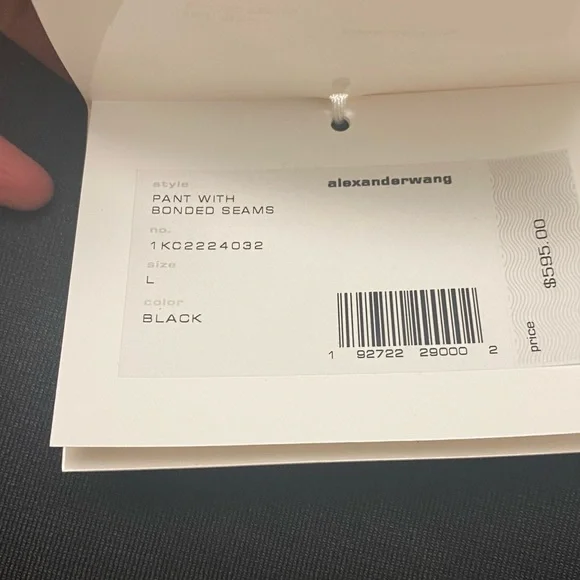 alexanderwang
style
PANT WITH
BONDED SEAMS
no.
1KC2224032
size
L
color
BLACK
1 92722 29000 2
price
$595.00